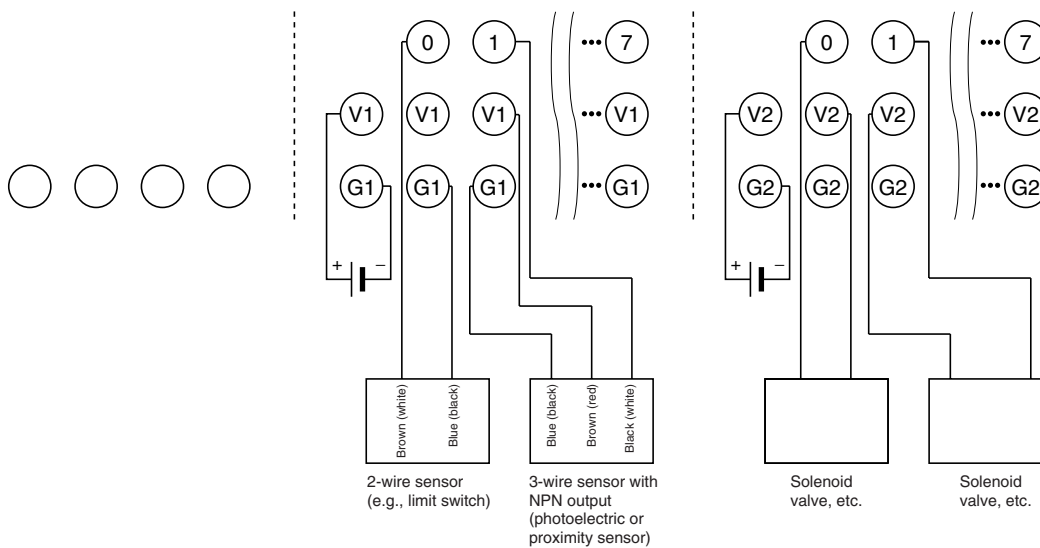 0 1 ••• 7 0 1 ••• 7
V1 V1 V1 ••• V1 V2 V2 V2 ••• V2
G1 G1 G1 ••• G1 G2 G2 G2 ••• G2
+ − + −
Brown (white)
Blue (black)
Blue (black)
Brown (red)
Black (white)
2-wire sensor
(e.g., limit switch)
3-wire sensor with
NPN output
(photoelectric or
proximity sensor)
Solenoid
valve, etc.
Solenoid
valve, etc.